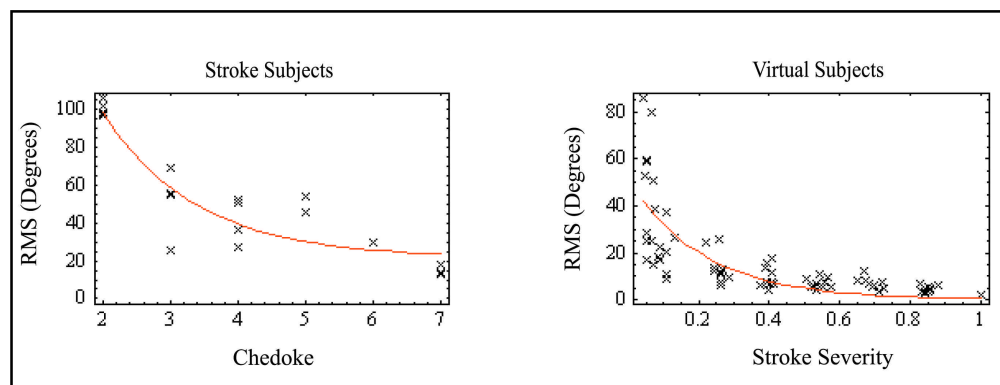 Stroke Subjects
RMS (Degrees)
100
80
60
40
20
0
2 3 4 5 6 7
Chedoke
Virtual Subjects
RMS (Degrees)
80
60
40
20
0
0.2 0.4 0.6 0.8 1
Stroke Severity